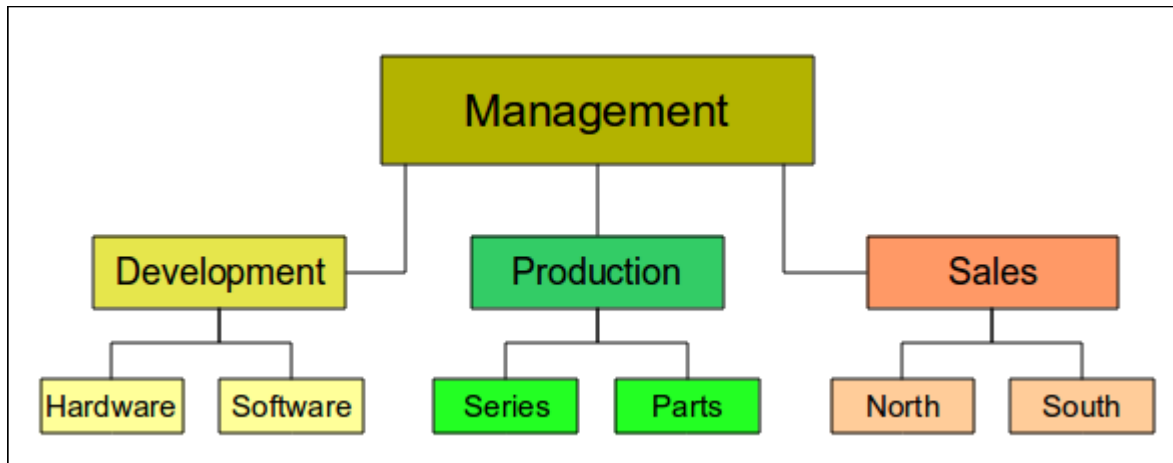 Management
Development
Production
Sales
Hardware
Software
Series
Parts
North
South